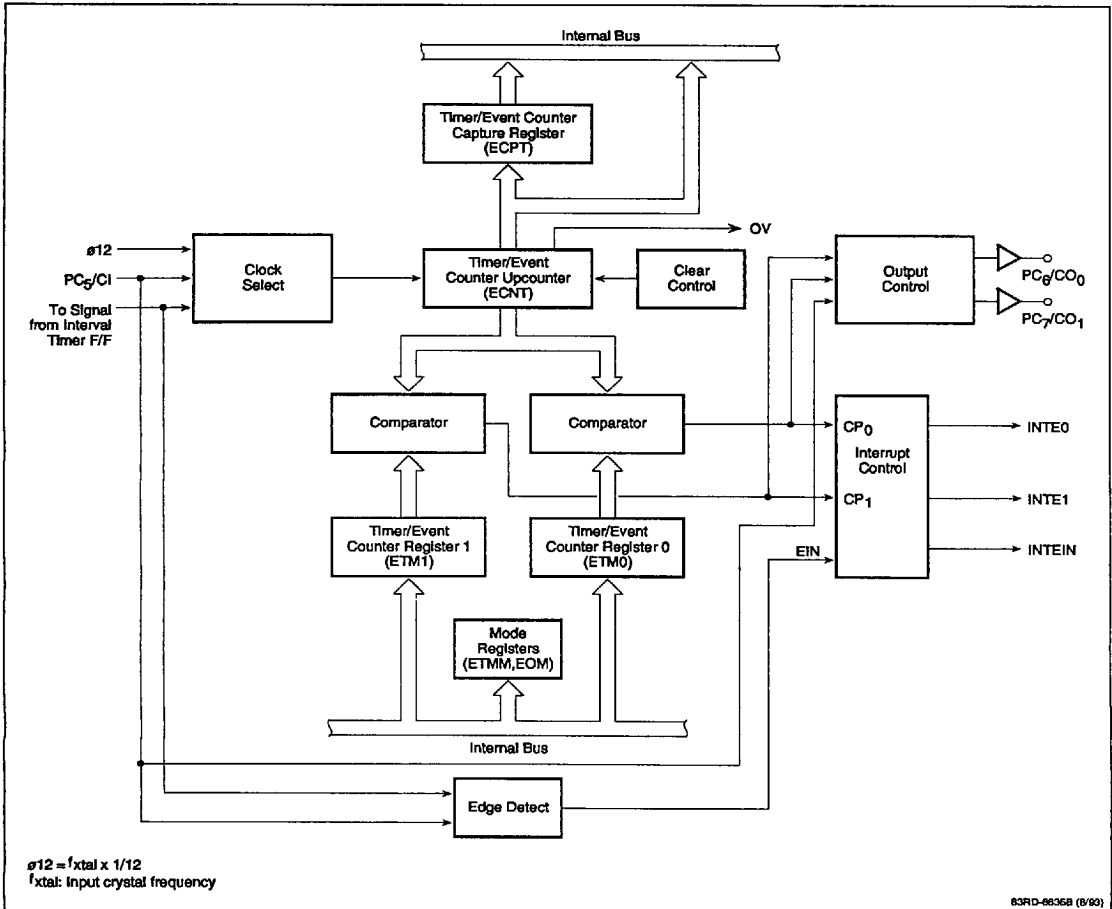 Internal Bus
Timer/Event Counter
Capture Register
(ECPT)
ø12
PC5/CI
To Signal
from Interval
Timer F/F
Clock
Select
Timer/Event
Counter Upcounter
(ECNT)
OV
Clear
Control
Output
Control
PC6/CO0
PC7/CO1
Comparator
Comparator
CP0
Interrupt
Control
CP1
EIN
INTE0
INTE1
INTEIN
Timer/Event
Counter Register 1
(ETM1)
Timer/Event
Counter Register 0
(ETM0)
Mode
Registers
(ETMM,EOM)
Internal Bus
Edge Detect
ø12 = fxtal x 1/12
fxtal: Input crystal frequency
83RD-6635B (6/93)